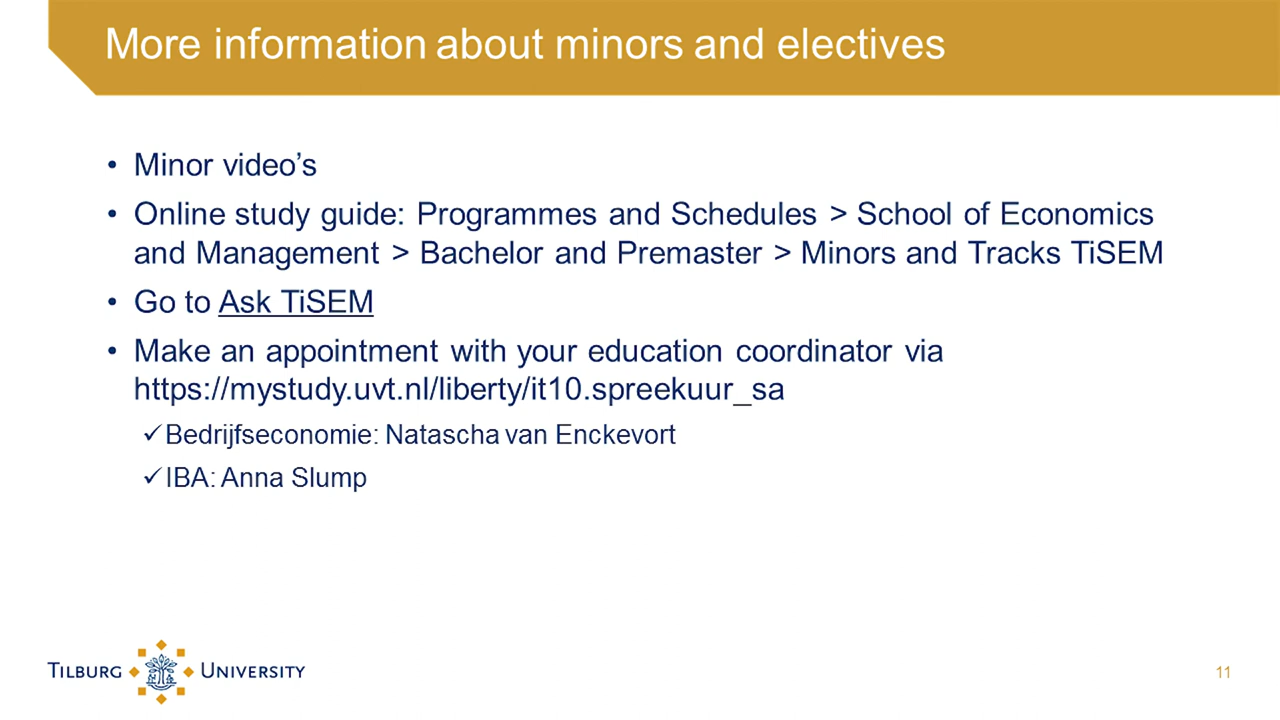 More information about minors and electives
• Minor video’s
• Online study guide: Programmes and Schedules > School of Economics
and Management > Bachelor and Premaster > Minors and Tracks TiSEM
• Go to Ask TiSEM
• Make an appointment with your education coordinator via
https://mystudy.uvt.nl/liberty/it10.spreekuur_sa
✓Bedrijfseconomie: Natascha van Enckevort
✓IBA: Anna Slump
TILBURG UNIVERSITY
11